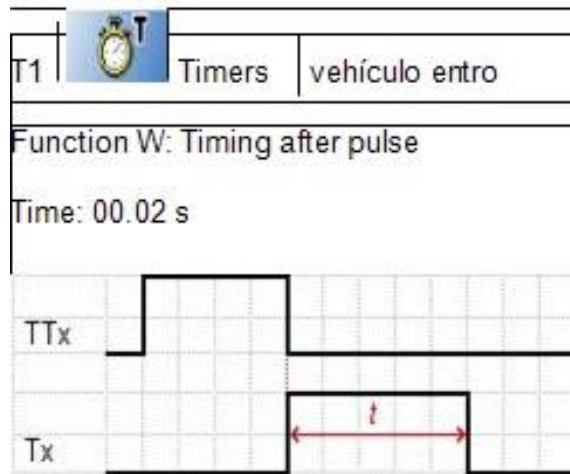 T
T1 Timers vehículo entro
Function W: Timing after pulse
Time: 00.02 s
TTx
t
Tx